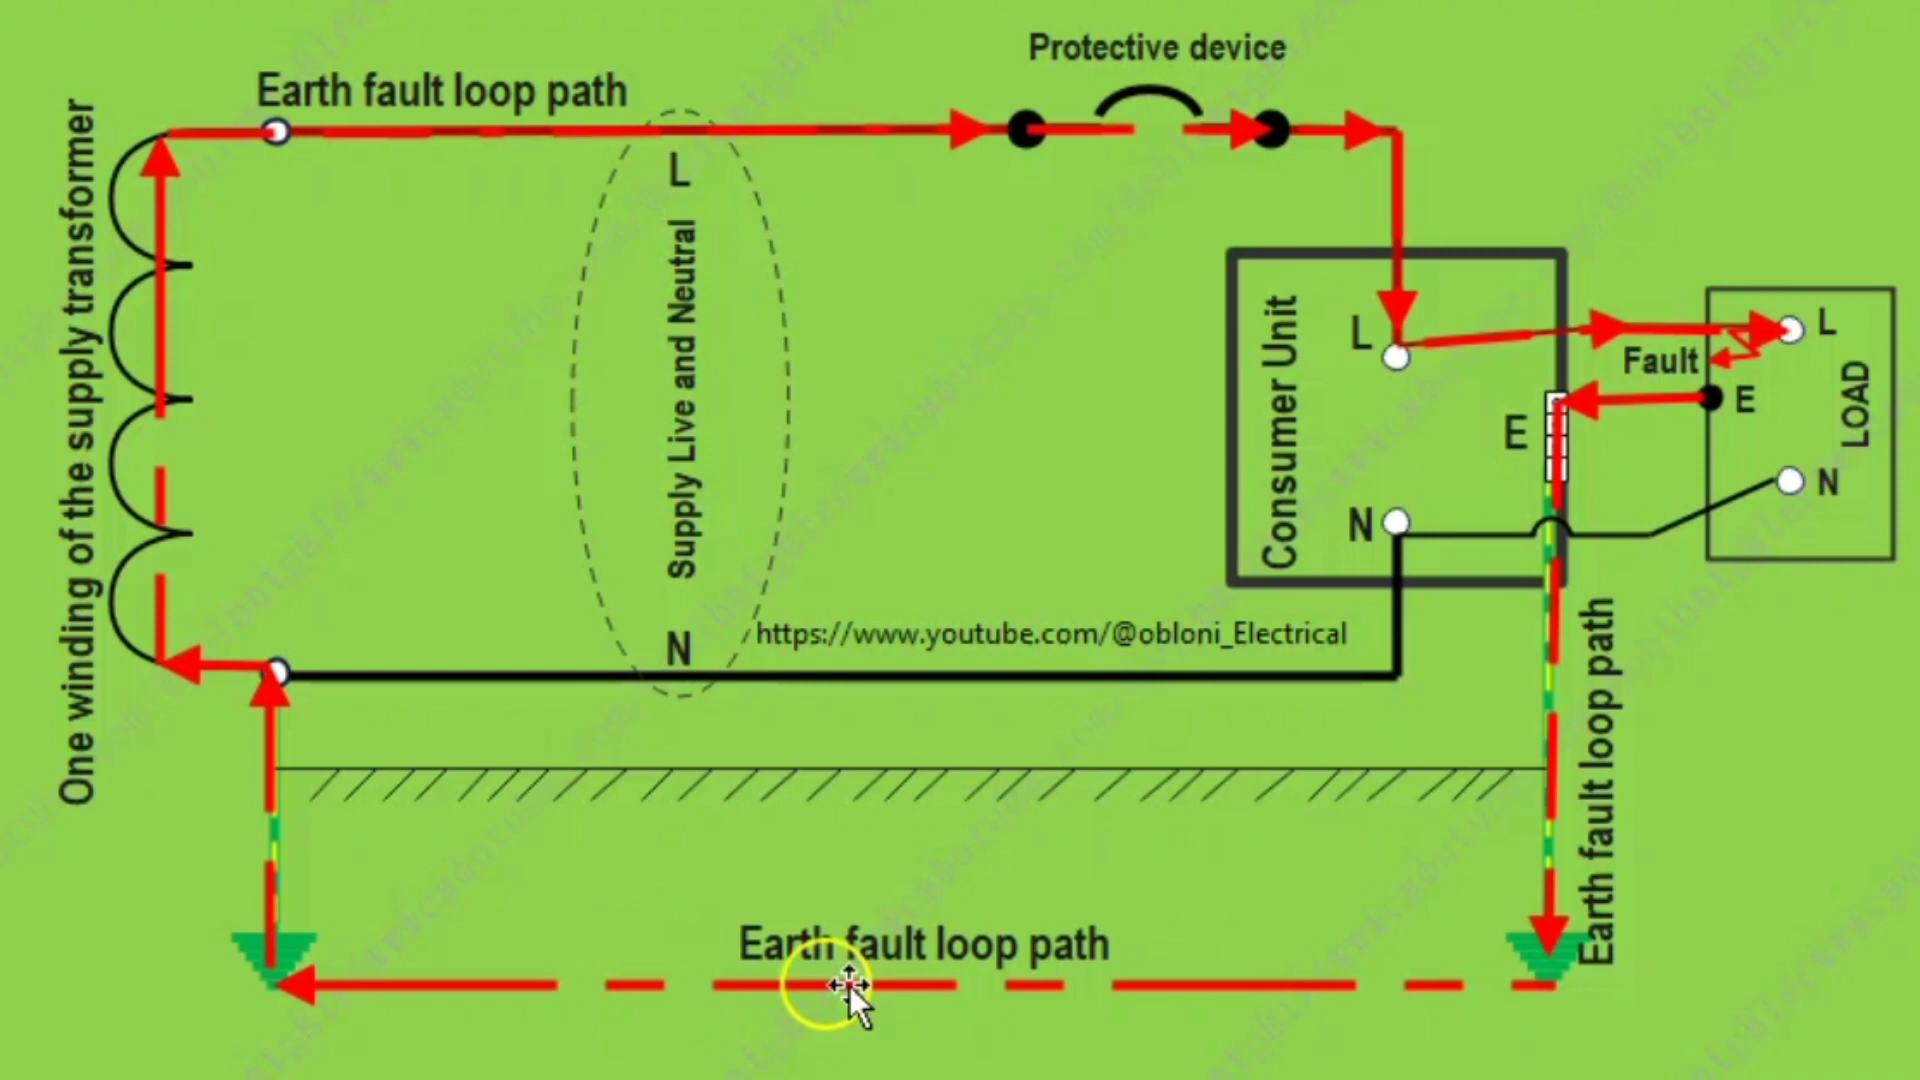 Protective device
Earth fault loop path
One winding of the supply transformer
L
Supply Live and Neutral
N
Consumer Unit
L
E
N
Fault
L
E
N
LOAD
https://www.youtube.com/@obloni_Electrical
Earth fault loop path
Earth fault loop path